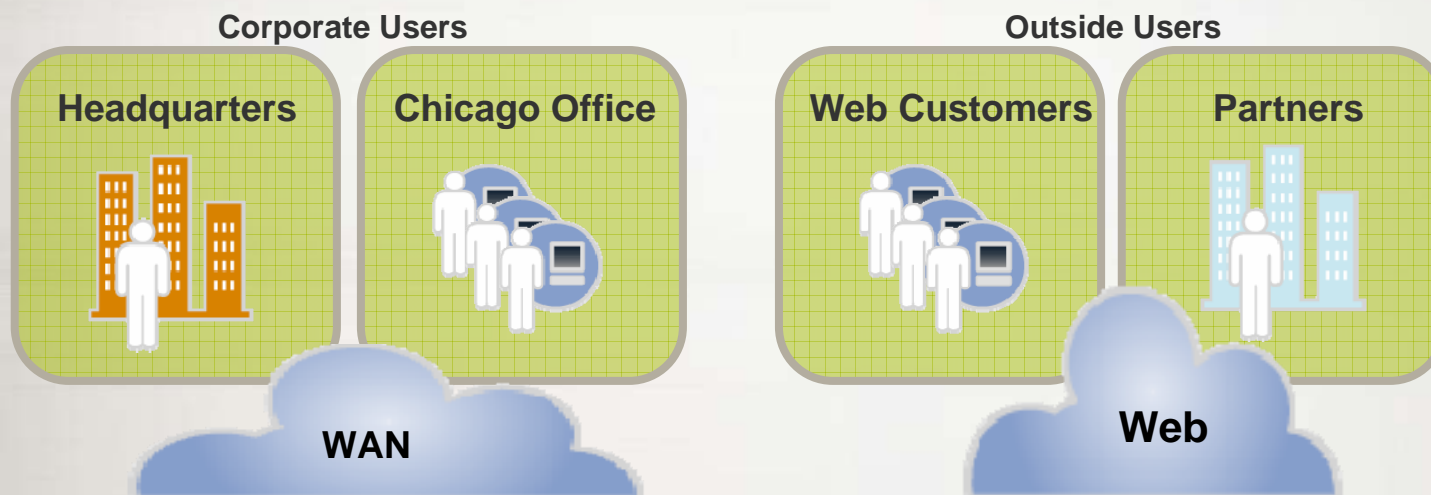 Corporate Users
Outside Users
Headquarters
Chicago Office
Web Customers
Partners
WAN
Web